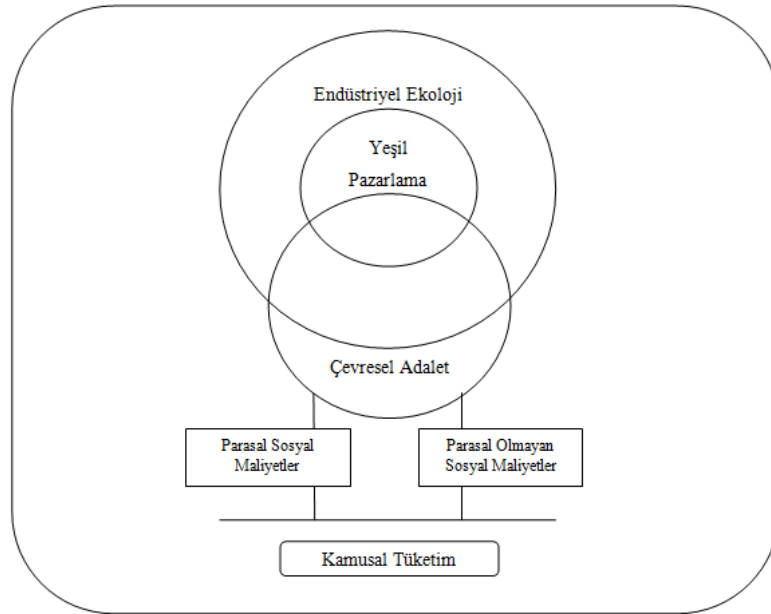 Endüstriyel Ekoloji
Yeşil
Pazarlama
Çevresel Adalet
Parasal Sosyal
Maliyetler
Parasal Olmayan
Sosyal Maliyetler
Kamusal Tüketim